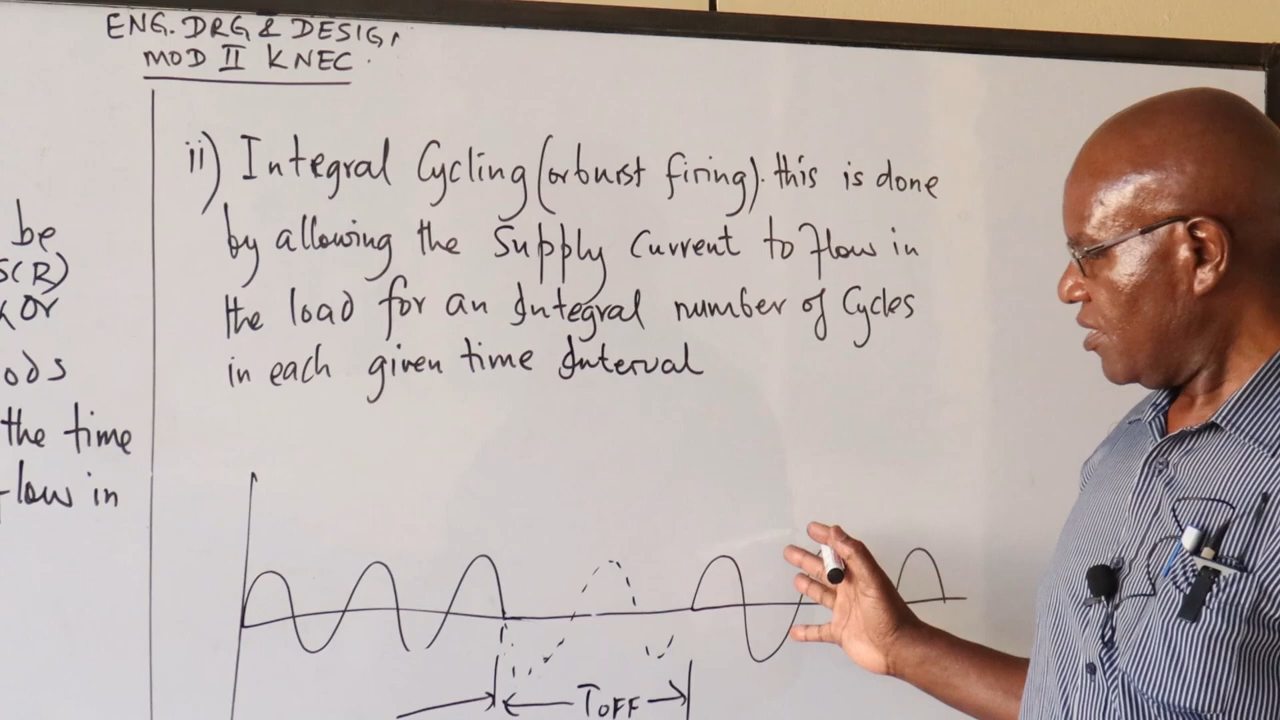 ENG. DRG & DESIG,
MOD II KNEC.
be
SCR)
OR
ods
the time
flow in
ii) Integral Cycling (or burst firing). this is done
by allowing the Supply Current to flow in
the load for an Integral number of Cycles
in each given time Interval
TOFF